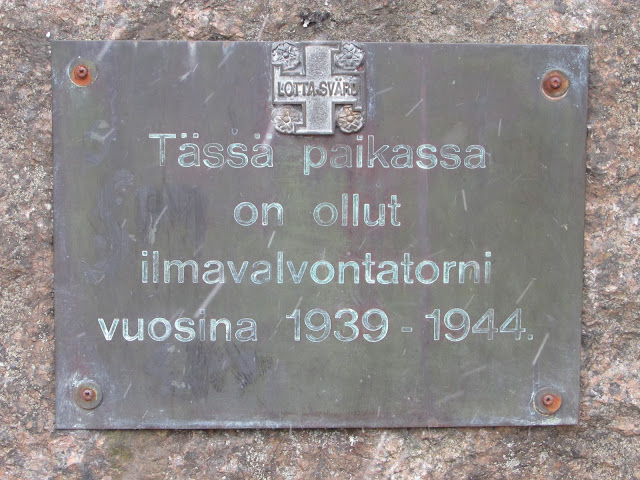 LOTTA SVÄRD
Tässä paikassa
on ollut
ilmavalvontatorni
vuosina 1939 - 1944.